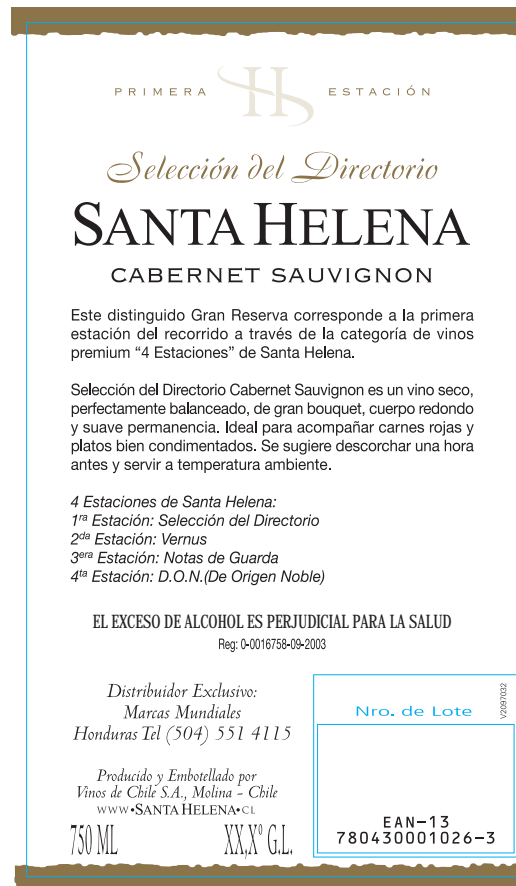 PRIMERA H ESTACIÓN
Selección del Directorio
SANTA HELENA
CABERNET SAUVIGNON
Este distinguido Gran Reserva corresponde a la primera
estación del recorrido a través de la categoría de vinos
premium “4 Estaciones” de Santa Helena.
Selección del Directorio Cabernet Sauvignon es un vino seco,
perfectamente balanceado, de gran bouquet, cuerpo redondo
y suave permanencia. Ideal para acompañar carnes rojas y
platos bien condimentados. Se sugiere descorchar una hora
antes y servir a temperatura ambiente.
4 Estaciones de Santa Helena:
1ra Estación: Selección del Directorio
2da Estación: Vernus
3era Estación: Notas de Guarda
4ta Estación: D.O.N.(De Origen Noble)
EL EXCESO DE ALCOHOL ES PERJUDICIAL PARA LA SALUD
Reg: 0-0016758-09-2003
Distribuidor Exclusivo:
Marcas Mundiales
Honduras Tel (504) 551 4115
Producido y Embotellado por
Vinos de Chile S.A., Molina - Chile
WWW•SANTA HELENA•CL
750 ML XX,X° G.L.
Nro. de Lote
V2097032
EAN-13
780430001026-3